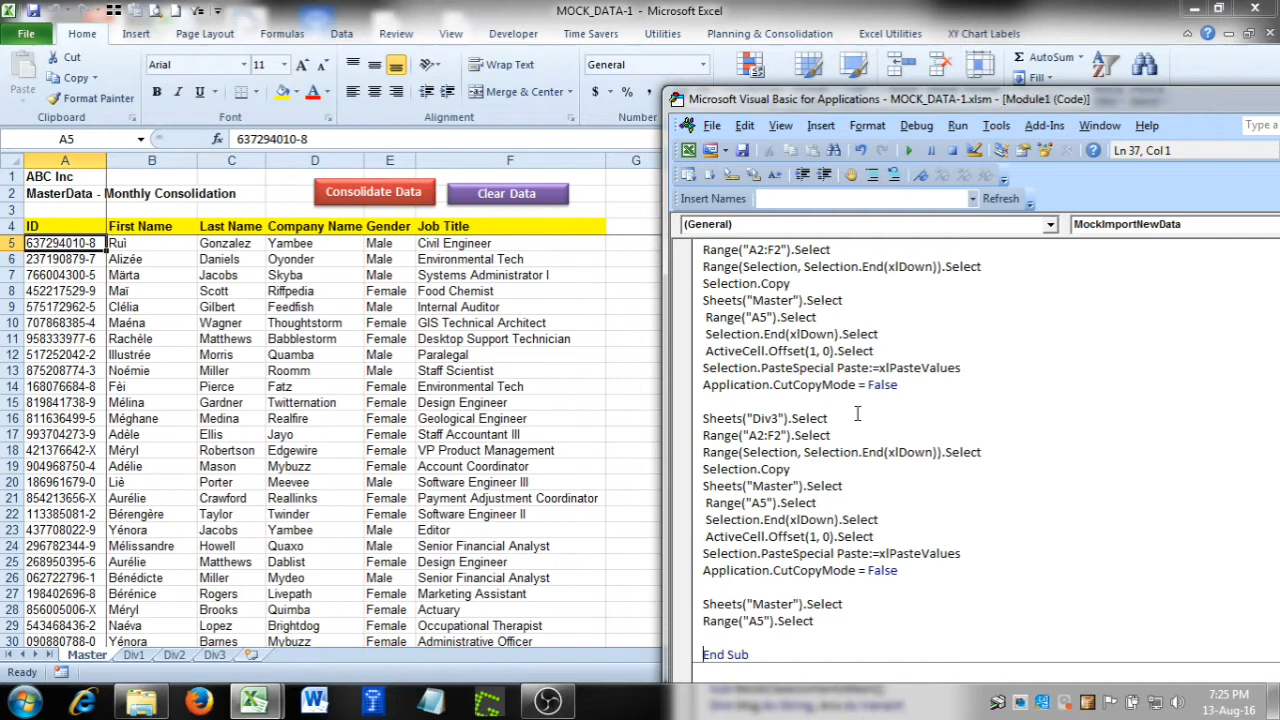 MOCK_DATA-1 - Microsoft Excel
File Home Insert Page Layout Formulas Data Review View Developer Time Savers Utilities Planning & Consolidation Excel Utilities XY Chart Labels
Cut
Copy
Format Painter
Paste
Clipboard
Arial 11
B I U
Font
Wrap Text
Merge & Center
Alignment
General
$ % ,
Number
AutoSum
Fill
A5 fx 637294010-8
A B C D E F G
1 ABC Inc
2 MasterData - Monthly Consolidation
Consolidate Data
Clear Data
3
4 ID First Name Last Name Company Name Gender Job Title
5 637294010-8 Ruì Gonzalez Yambee Male Civil Engineer
6 237190879-7 Alizée Daniels Oyonder Female Environmental Tech
7 766004300-5 Märta Jacobs Skyba Female Systems Administrator I
8 452217529-9 Maï Scott Riffpedia Female Food Chemist
9 575172962-5 Clélia Gilbert Feedfish Male Internal Auditor
10 707868385-4 Maéna Wagner Thoughtstorm Female GIS Technical Architect
11 958333977-6 Rachèle Matthews Babblestorm Female Desktop Support Technician
12 517252042-2 Illustrée Morris Quamba Male Paralegal
13 765058731-4 Noémie Michael Roomm Male Staff Scientist
14 168076684-8 Fèi Pierce Fatz Female Environmental Tech
15 819841738-9 Mélina Gardner Twitternation Male Design Engineer
16 811636499-5 Méghane Medina Realfire Female Geological Engineer
17 993704273-9 Adèle Ellis Jayo Female Staff Accountant III
18 421376642-X Méryl Robertson Edgewire Female VP Product Management
19 904968750-4 Adélie Mason Mybuzz Female Account Coordinator
20 186961679-0 Liè Porter Meevee Male Software Engineer III
21 854213656-X Aurélie Crawford Reallinks Female Payment Adjustment Coordinator
22 113385081-2 Bérengère Taylor Twinder Female Software Engineer II
23 437708022-9 Yénora Jacobs Yambee Male Editor
24 296782344-9 Mélissandre Howell Quaxo Male Senior Financial Analyst
25 268950395-6 Aurélie Matthews Dablist Female Design Engineer
26 062722796-1 Bénédicte Miller Mydeo Male Senior Financial Analyst
27 198402696-8 Bérénice Rogers Livepath Female Marketing Assistant
28 856005006-X Méryl Brooks Quimba Female Actuary
29 543468436-2 Naéva Lopez Brightdog Female Occupational Therapist
30 090880788-0 Yénora Barnes Mybuzz Female Administrative Officer
Master Div1 Div2 Div3
Ready
Microsoft Visual Basic for Applications - MOCK_DATA-1.xlsm - [Module1 (Code)]
File Edit View Insert Format Debug Run Tools Add-Ins Window Help
Type a
Ln 37, Col 1
Insert Names Refresh
(General) MockImportNewData
Range("A2:F2").Select
Range(Selection, Selection.End(xlDown)).Select
Selection.Copy
Sheets("Master").Select
Range("A5").Select
Selection.End(xlDown).Select
ActiveCell.Offset(1, 0).Select
Selection.PasteSpecial Paste:=xlPasteValues
Application.CutCopyMode = False
Sheets("Div3").Select
Range("A2:F2").Select
Range(Selection, Selection.End(xlDown)).Select
Selection.Copy
Sheets("Master").Select
Range("A5").Select
Selection.End(xlDown).Select
ActiveCell.Offset(1, 0).Select
Selection.PasteSpecial Paste:=xlPasteValues
Application.CutCopyMode = False
Sheets("Master").Select
Range("A5").Select
End Sub
7:25 PM
13-Aug-16